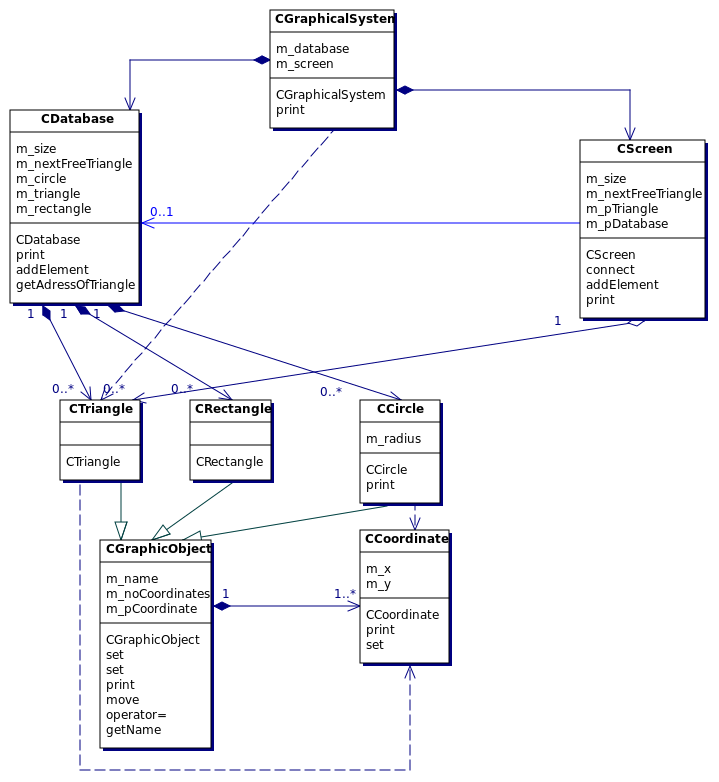 CGraphicalSystem
m_database
m_screen
CGraphicalSystem
print
CDatabase
m_size
m_nextFreeTriangle
m_circle
m_triangle
m_rectangle
CDatabase
print
addElement
getAdressOfTriangle
CScreen
m_size
m_nextFreeTriangle
m_pTriangle
m_pDatabase
CScreen
connect
addElement
print
0..1
1
1
1
1
0..*
0..*
0..*
0..*
CTriangle
CTriangle
CRectangle
CRectangle
CCircle
m_radius
CCircle
print
CGraphicObject
m_name
m_noCoordinates
m_pCoordinate
CGraphicObject
set
set
print
move
operator=
getName
1
1..*
CCoordinate
m_x
m_y
CCoordinate
print
set